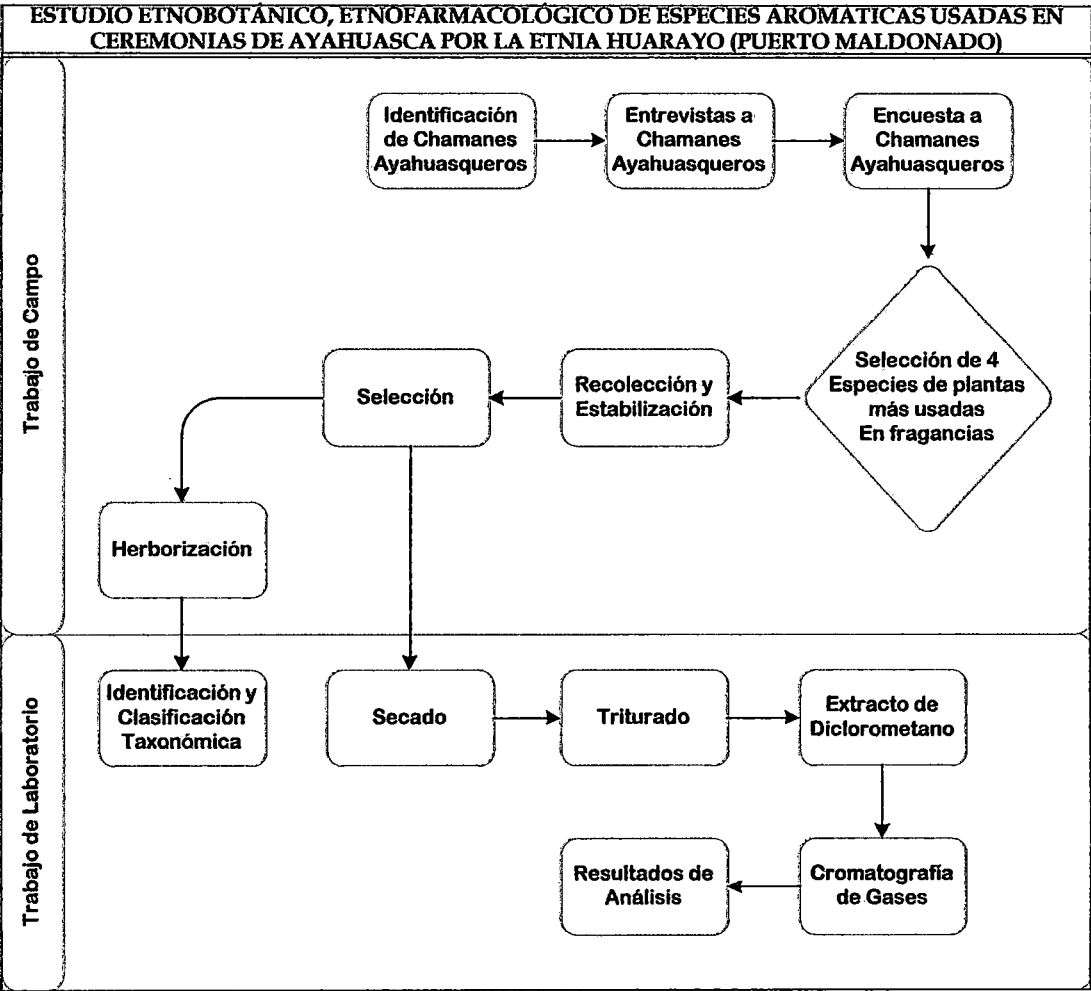 ESTUDIO ETNOBOTÁNICO, ETNOFARMACOLÓGICO DE ESPECIES AROMÁTICAS USADAS EN
CEREMONIAS DE AYAHUASCA POR LA ETNIA HUARAYO (PUERTO MALDONADO)
Trabajo de Campo
Identificación
de Chamanes
Ayahuasqueros
Entrevistas a
Chamanes
Ayahuasqueros
Encuesta a
Chamanes
Ayahuasqueros
Selección de 4
Especies de plantas
más usadas
En fragancias
Recolección y
Estabilización
Selección
Herborización
Trabajo de Laboratorio
Identificación y
Clasificación
Taxonómica
Secado
Triturado
Extracto de
Diclorometano
Cromatografía
de Gases
Resultados de
Análisis